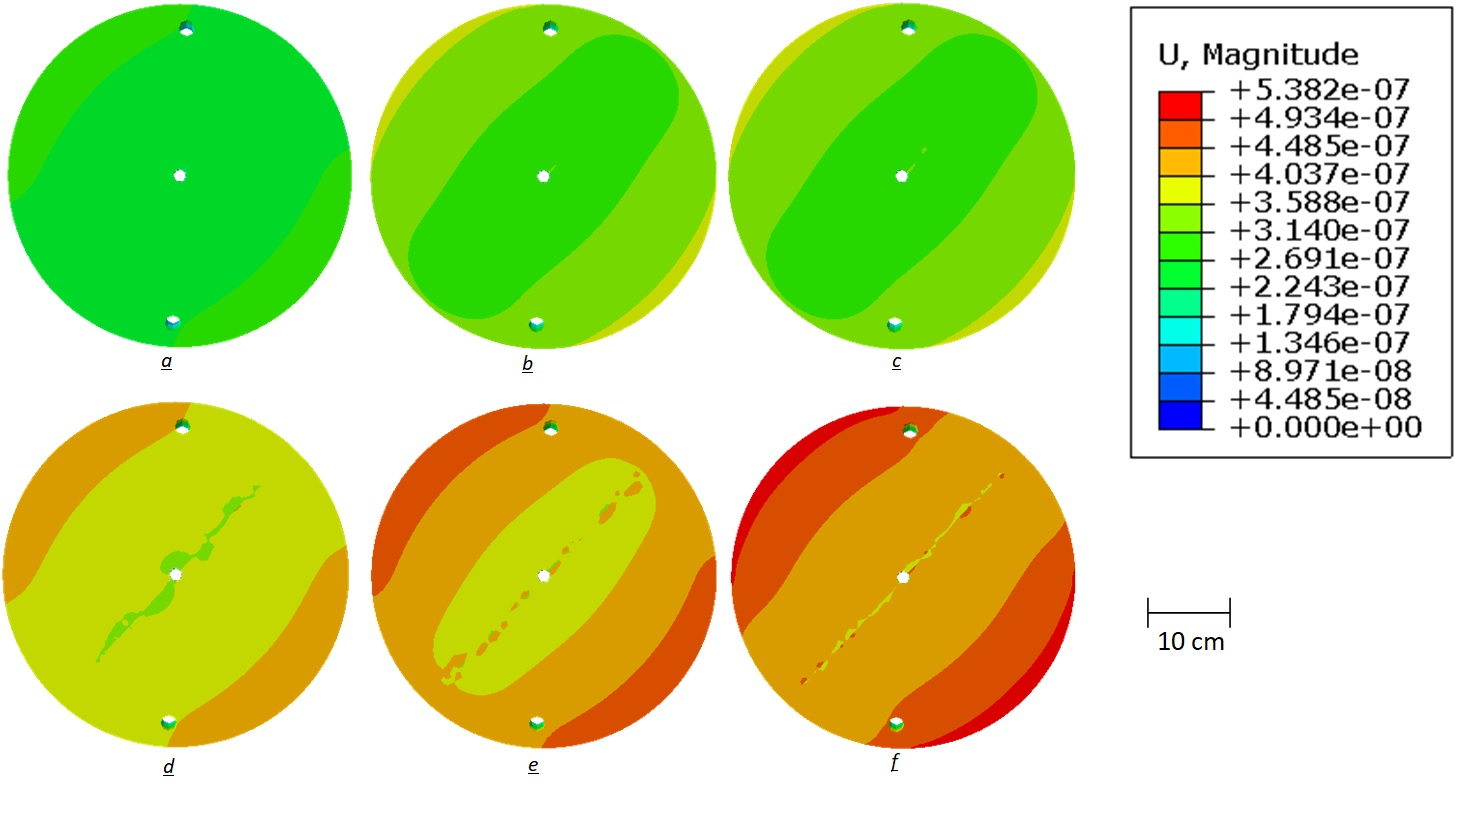 U, Magnitude
+5.382e-07
+4.934e-07
+4.485e-07
+4.037e-07
+3.588e-07
+3.140e-07
+2.691e-07
+2.243e-07
+1.794e-07
+1.346e-07
+8.971e-08
+4.485e-08
+0.000e+00
a
b
c
10 cm
d
e
f